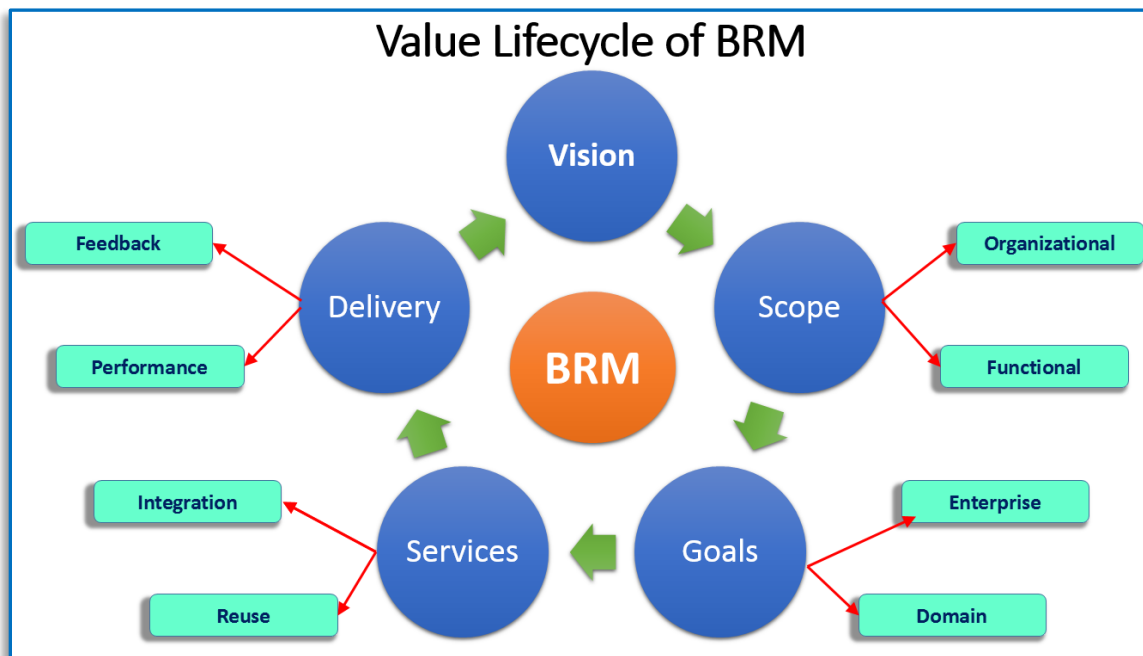 Value Lifecycle of BRM
Vision
Feedback
Organizational
Delivery
Scope
Performance
BRM
Functional
Integration
Enterprise
Services
Goals
Reuse
Domain